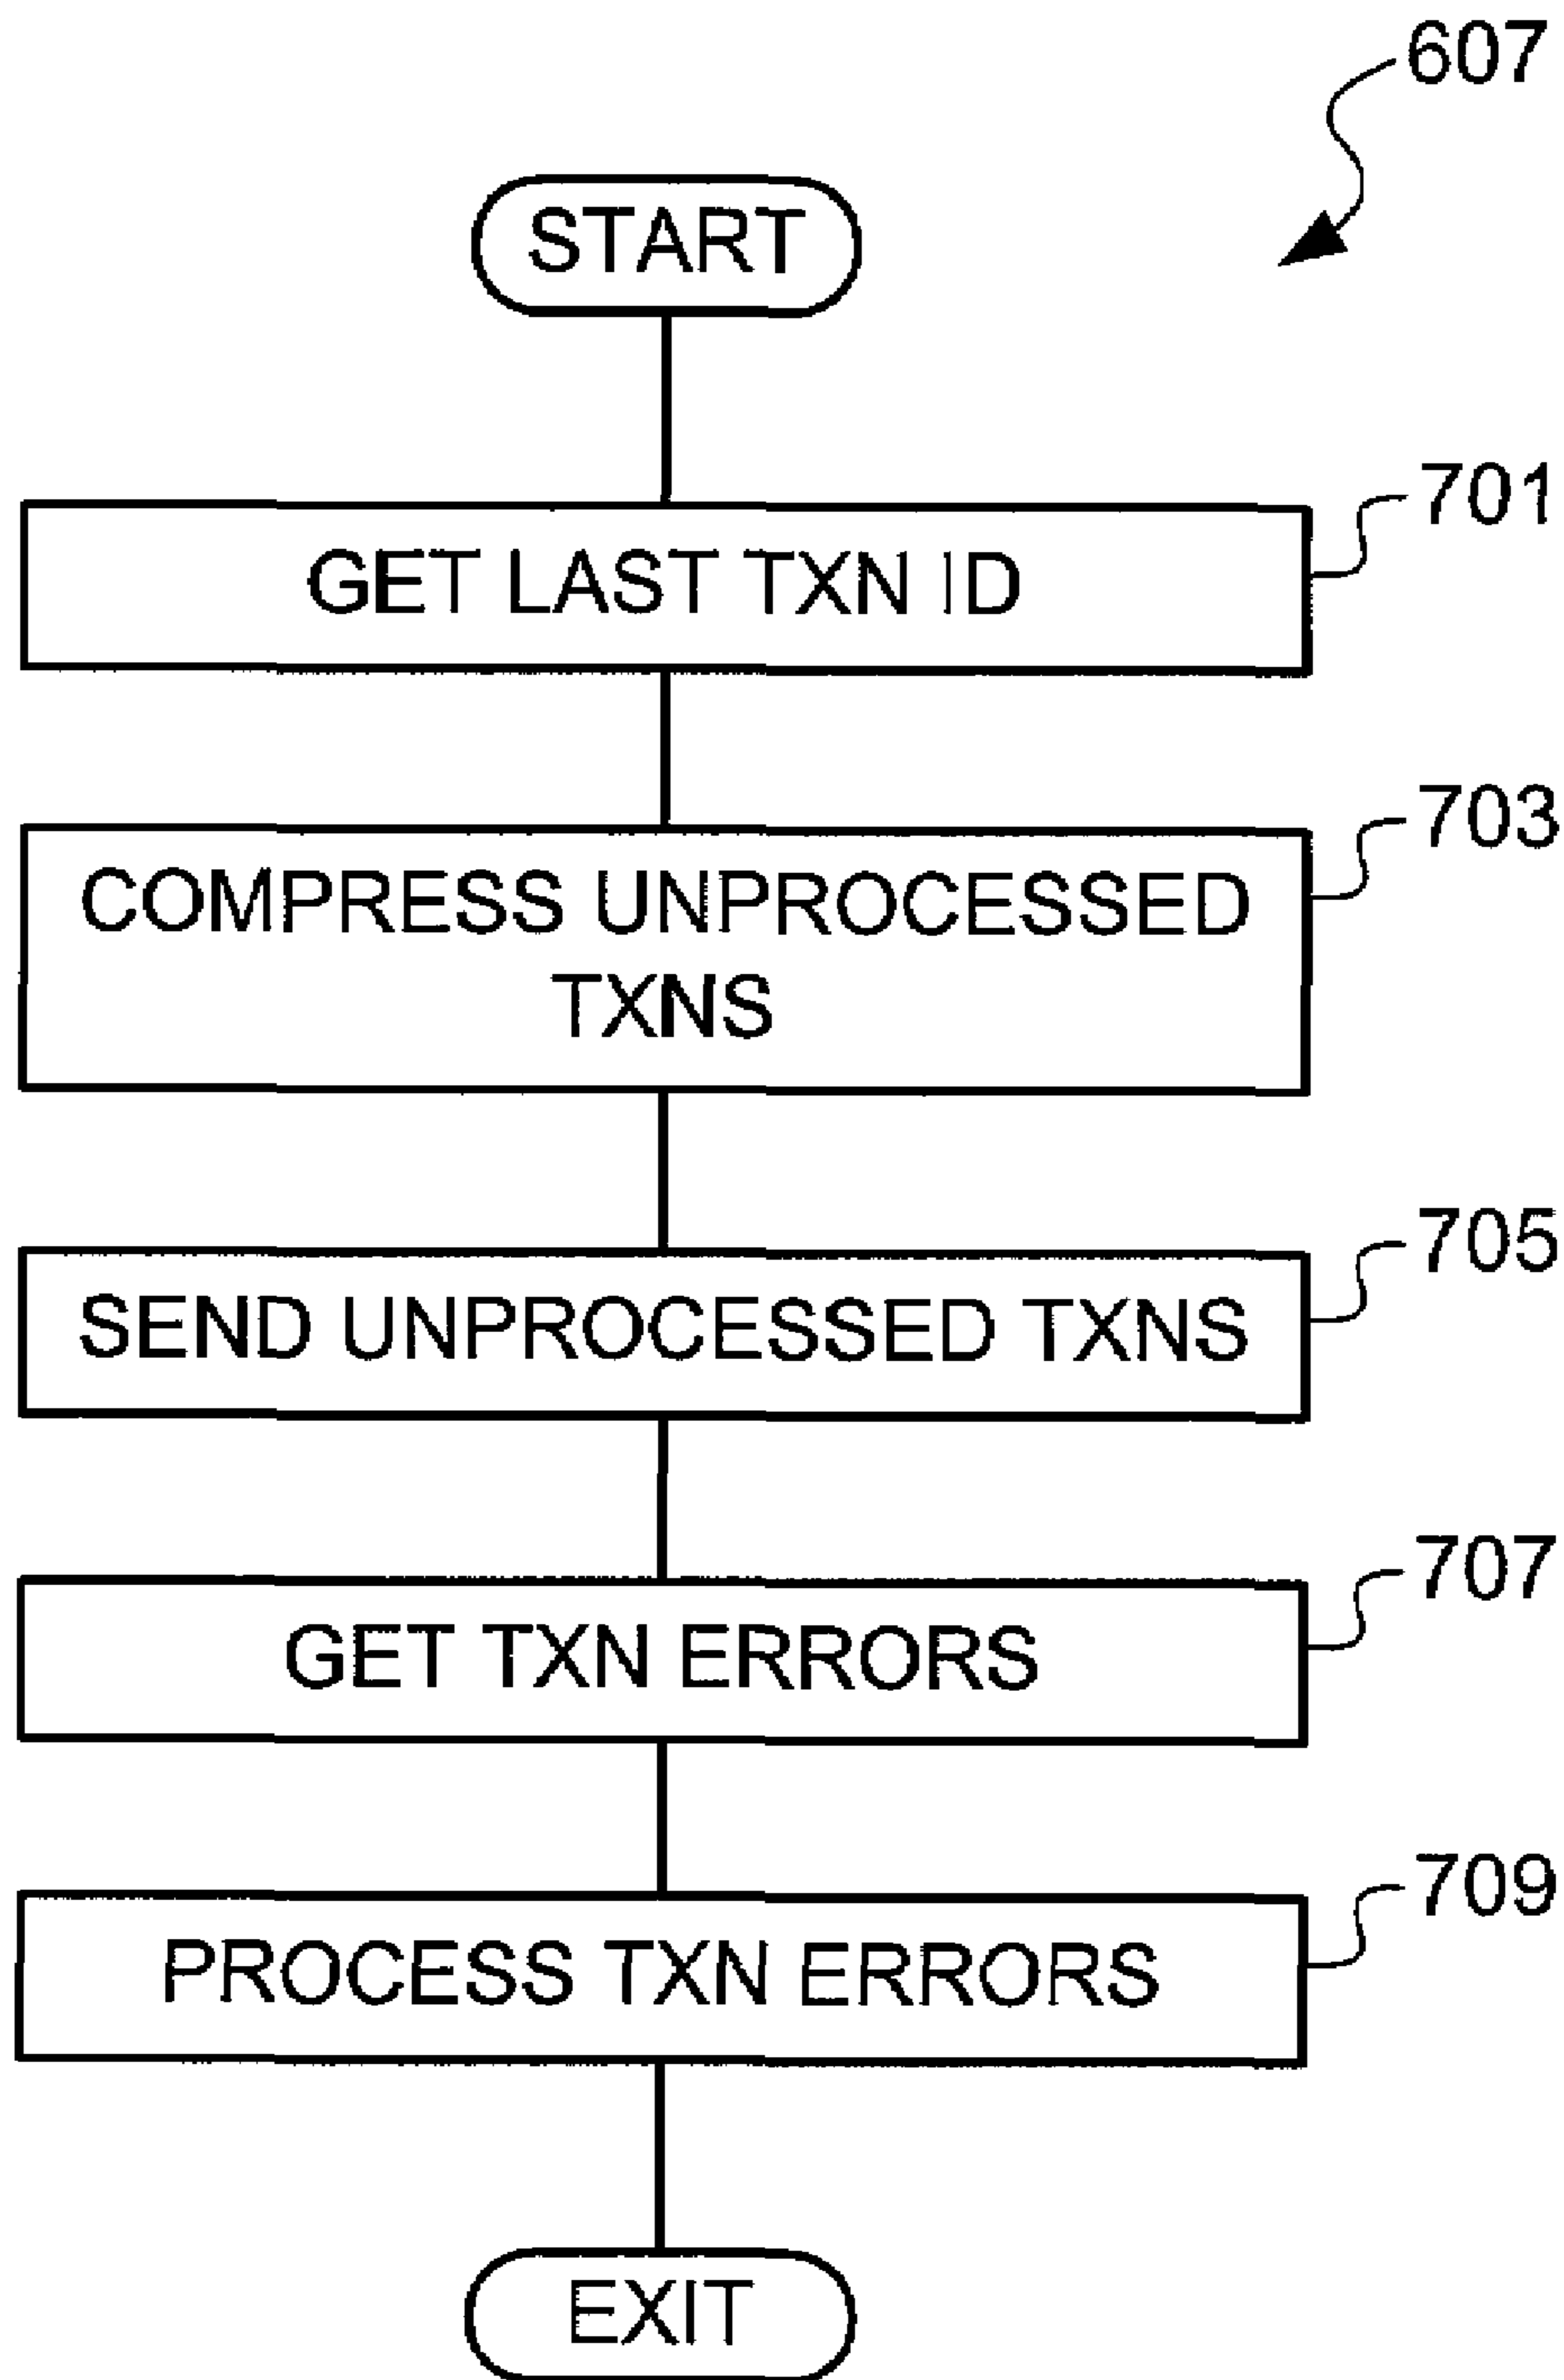 607
START
701
GET LAST TXN ID
703
COMPRESS UNPROCESSED
TXNS
705
SEND UNPROCESSED TXNS
707
GET TXN ERRORS
709
PROCESS TXN ERRORS
EXIT